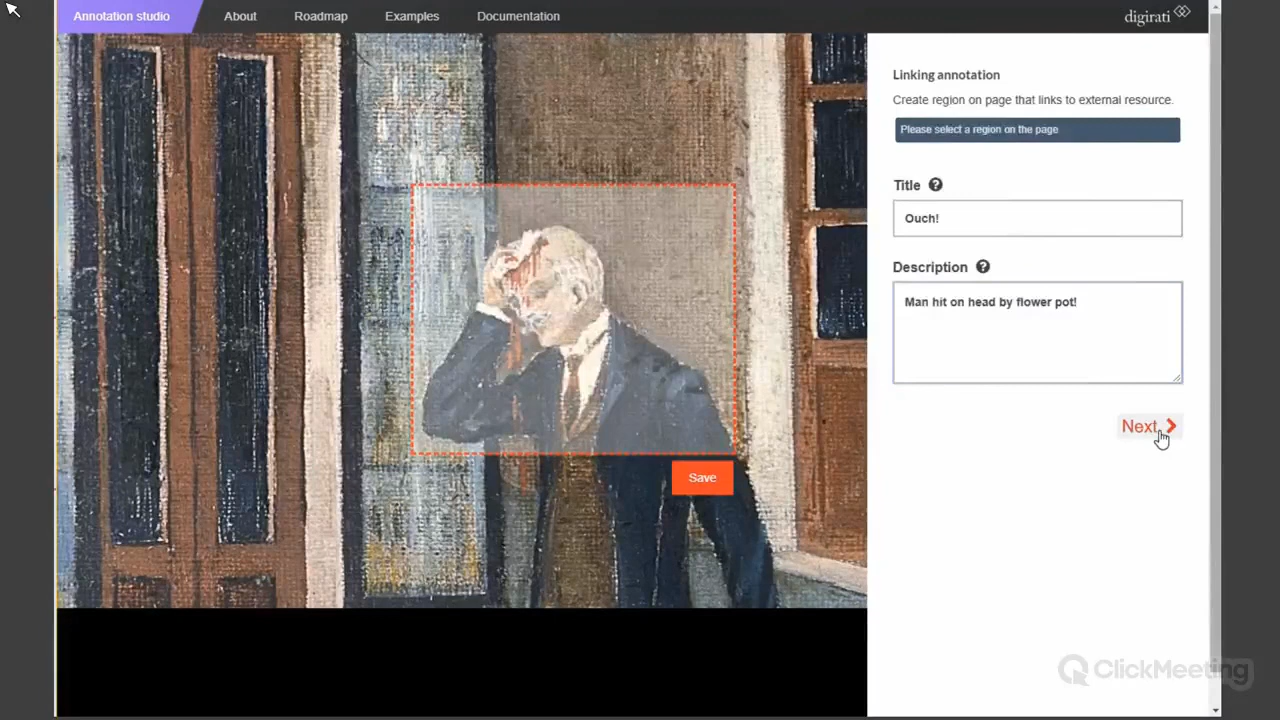 Annotation studio About Roadmap Examples Documentation digirati
Linking annotation
Create region on page that links to external resource.
Please select a region on the page
Title ?
Ouch!
Description ?
Man hit on head by flower pot!
Next
Save
ClickMeeting